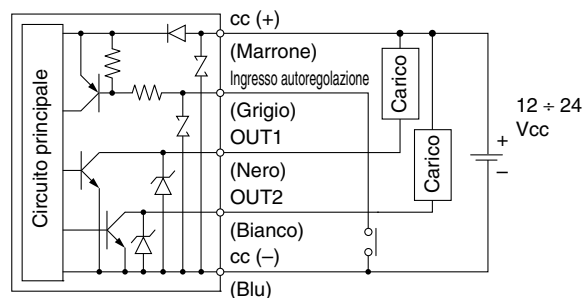 cc (+)
(Marrone)
Ingresso autoregolazione
(Grigio)
OUT1
(Nero)
OUT2
(Bianco)
cc (–)
(Blu)
Circuito principale
Carico
Carico
12 ÷ 24
Vcc
+
–